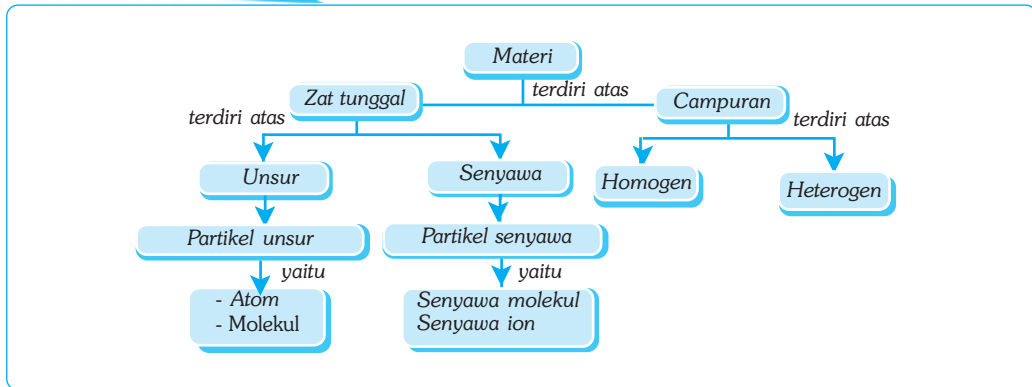 Materi
Zat tunggal
terdiri atas
Campuran
terdiri atas
terdiri atas
Unsur
Senyawa
Homogen
Heterogen
Partikel unsur
Partikel senyawa
yaitu
yaitu
- Atom
- Molekul
Senyawa molekul
Senyawa ion